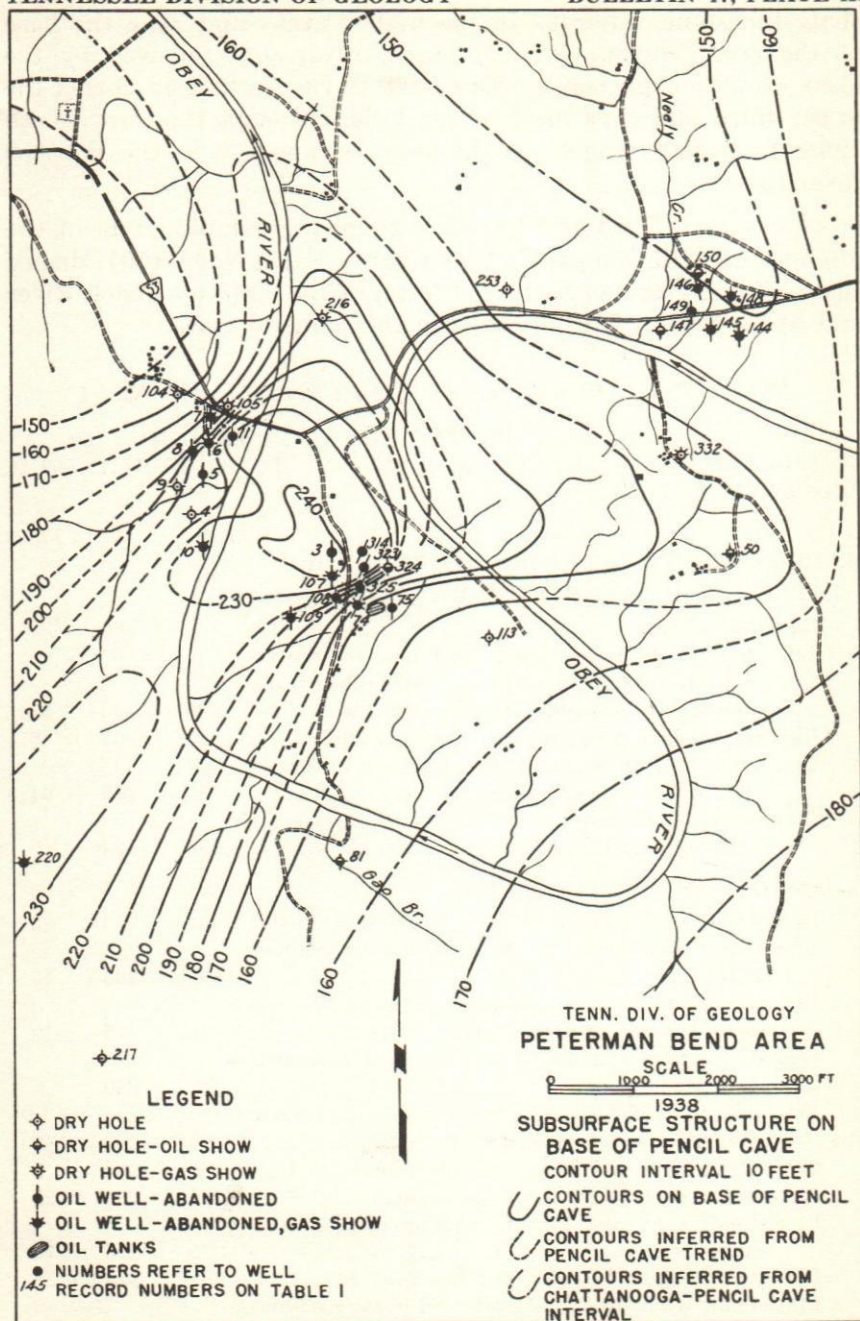 TENNESSEE DIVISION OF GEOLOGY
160
150
150
160
OBEY
RIVER
Neely
Cr.
53
150
146
148
149
147
145
144
253
216
104
105
7
11
6
8
5
9
4
10
332
50
150
160
170
180
190
200
210
220
240
230
3
1314
323
324
107
325
108
74
75
109
113
OBEY
RIVER
180
220
230
81
Gap Br.
220
210
200
190
180
170
160
160
170
217
TENN. DIV. OF GEOLOGY
PETERMAN BEND AREA
SCALE
0 1000 2000 3000 FT
1938
SUBSURFACE STRUCTURE ON
BASE OF PENCIL CAVE
CONTOUR INTERVAL 10 FEET
CONTOURS ON BASE OF PENCIL
CAVE
CONTOURS INFERRED FROM
PENCIL CAVE TREND
CONTOURS INFERRED FROM
CHATTANOOGA-PENCIL CAVE
INTERVAL
N
LEGEND
DRY HOLE
DRY HOLE-OIL SHOW
DRY HOLE-GAS SHOW
OIL WELL-ABANDONED
OIL WELL-ABANDONED, GAS SHOW
OIL TANKS
NUMBERS REFER TO WELL
145 RECORD NUMBERS ON TABLE I